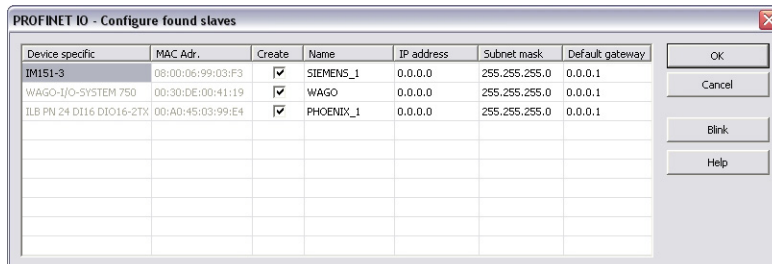 PROFINET IO - Configure found slaves
Device specific MAC Adr. Create Name IP address Subnet mask Default gateway
IM151-3 08:00:06:99:03:F3 SIEMENS_1 0.0.0.0 255.255.255.0 0.0.0.1
WAGO-I/O-SYSTEM 750 00:30:DE:00:41:19 WAGO 0.0.0.0 255.255.255.0 0.0.0.1
ILB PN 24 DI16 DIO16-2TX 00:A0:45:03:99:E4 PHOENIX_1 0.0.0.0 255.255.255.0 0.0.0.1
OK
Cancel
Blink
Help